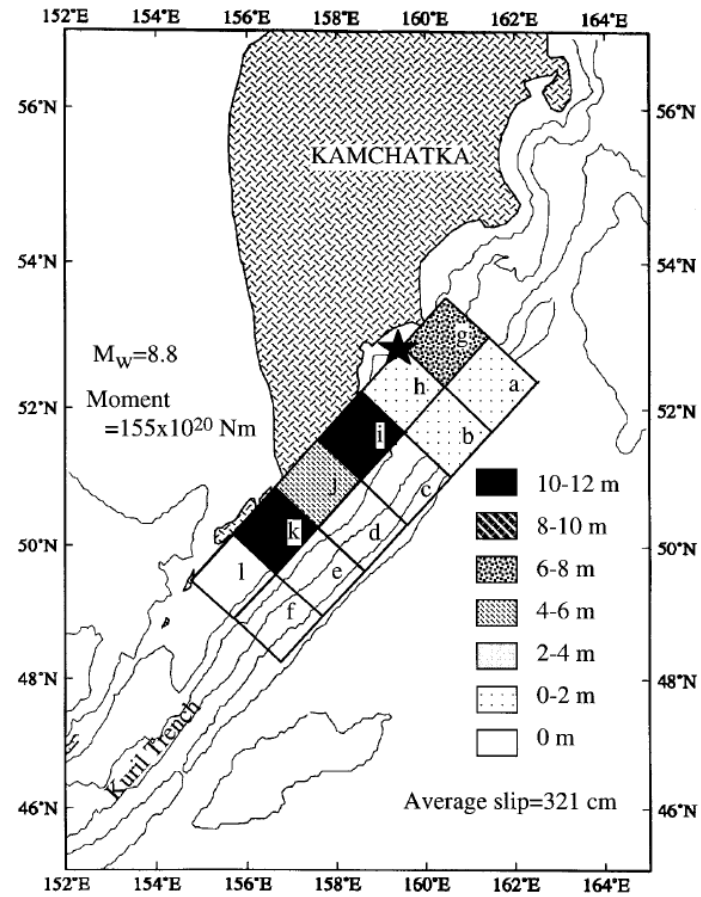 152°E 154°E 156°E 158°E 160°E 162°E 164°E
56°N 56°N
KAMCHATKA
54°N 54°N
M_W=8.8
g
h a
Moment
=155x10^20 Nm
52°N 52°N
i b
10-12 m
j c
8-10 m
k d
50°N 50°N
6-8 m
l e
4-6 m
f
2-4 m
48°N 48°N
0-2 m
0 m
Kuril Trench
46°N 46°N
Average slip=321 cm
152°E 154°E 156°E 158°E 160°E 162°E 164°E